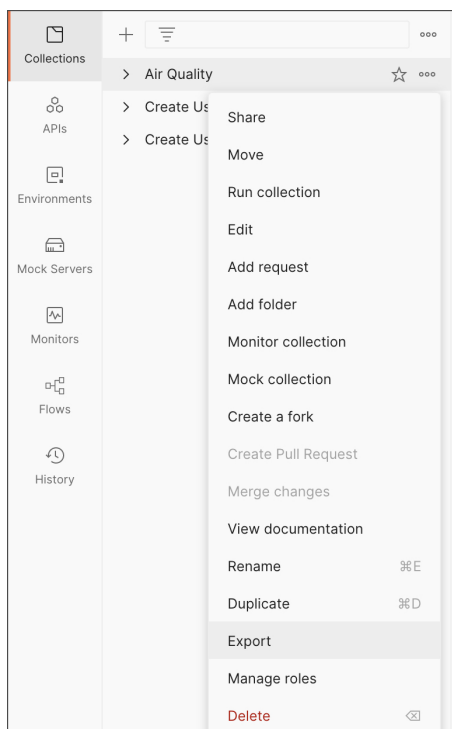 Collections
APIs
Environments
Mock Servers
Monitors
Flows
History
Air Quality
Create Us
Create Us
Share
Move
Run collection
Edit
Add request
Add folder
Monitor collection
Mock collection
Create a fork
Create Pull Request
Merge changes
View documentation
Rename ⌘E
Duplicate ⌘D
Export
Manage roles
Delete ⌫